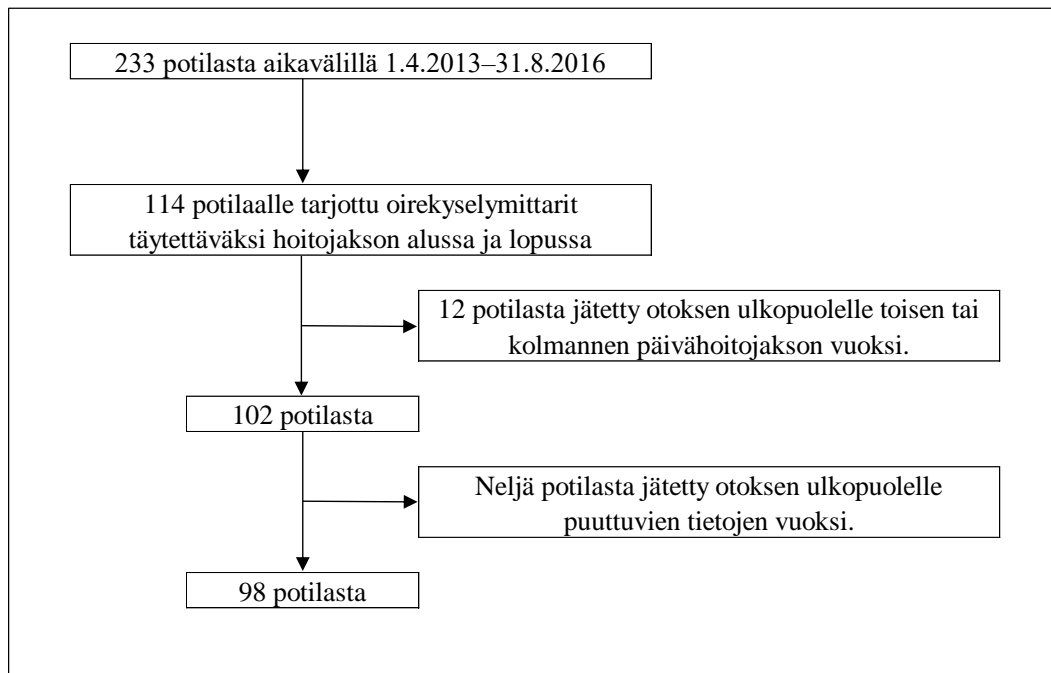 233 potilasta aikavälillä 1.4.2013–31.8.2016
114 potilaalle tarjottu oirekyselymittarit
täytettäväksi hoitojakson alussa ja lopussa
12 potilasta jätetty otoksen ulkopuolelle toisen tai
kolmannen päivähoitojakson vuoksi.
102 potilasta
Neljä potilasta jätetty otoksen ulkopuolelle
puuttuvien tietojen vuoksi.
98 potilasta